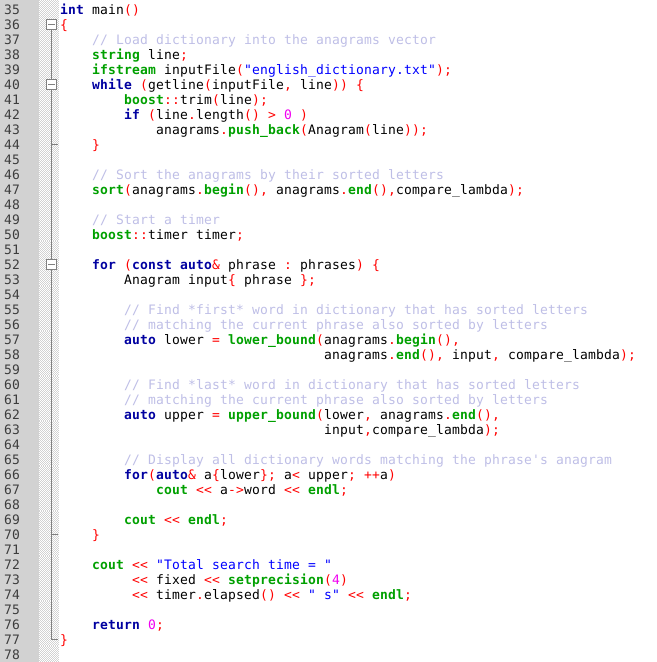 35 int main()
36 {
37     // Load dictionary into the anagrams vector
38     string line;
39     ifstream inputFile("english_dictionary.txt");
40     while (getline(inputFile, line)) {
41         boost::trim(line);
42         if (line.length() > 0 )
43             anagrams.push_back(Anagram(line));
44     }
45
46     // Sort the anagrams by their sorted letters
47     sort(anagrams.begin(), anagrams.end(),compare_lambda);
48
49     // Start a timer
50     boost::timer timer;
51
52     for (const auto& phrase : phrases) {
53         Anagram input{ phrase };
54
55         // Find *first* word in dictionary that has sorted letters
56         // matching the current phrase also sorted by letters
57         auto lower = lower_bound(anagrams.begin(),
58                                  anagrams.end(), input, compare_lambda);
59
60         // Find *last* word in dictionary that has sorted letters
61         // matching the current phrase also sorted by letters
62         auto upper = upper_bound(lower, anagrams.end(),
63                                  input,compare_lambda);
64
65         // Display all dictionary words matching the phrase's anagram
66         for(auto& a{lower}; a< upper; ++a)
67             cout << a->word << endl;
68
69         cout << endl;
70     }
71
72     cout << "Total search time = "
73          << fixed << setprecision(4)
74          << timer.elapsed() << " s" << endl;
75
76     return 0;
77 }
78